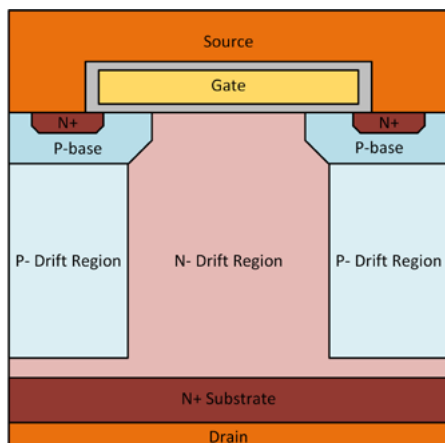 Source
Gate
N+
N+
P-base
P-base
P- Drift Region
N- Drift Region
P- Drift Region
N+ Substrate
Drain